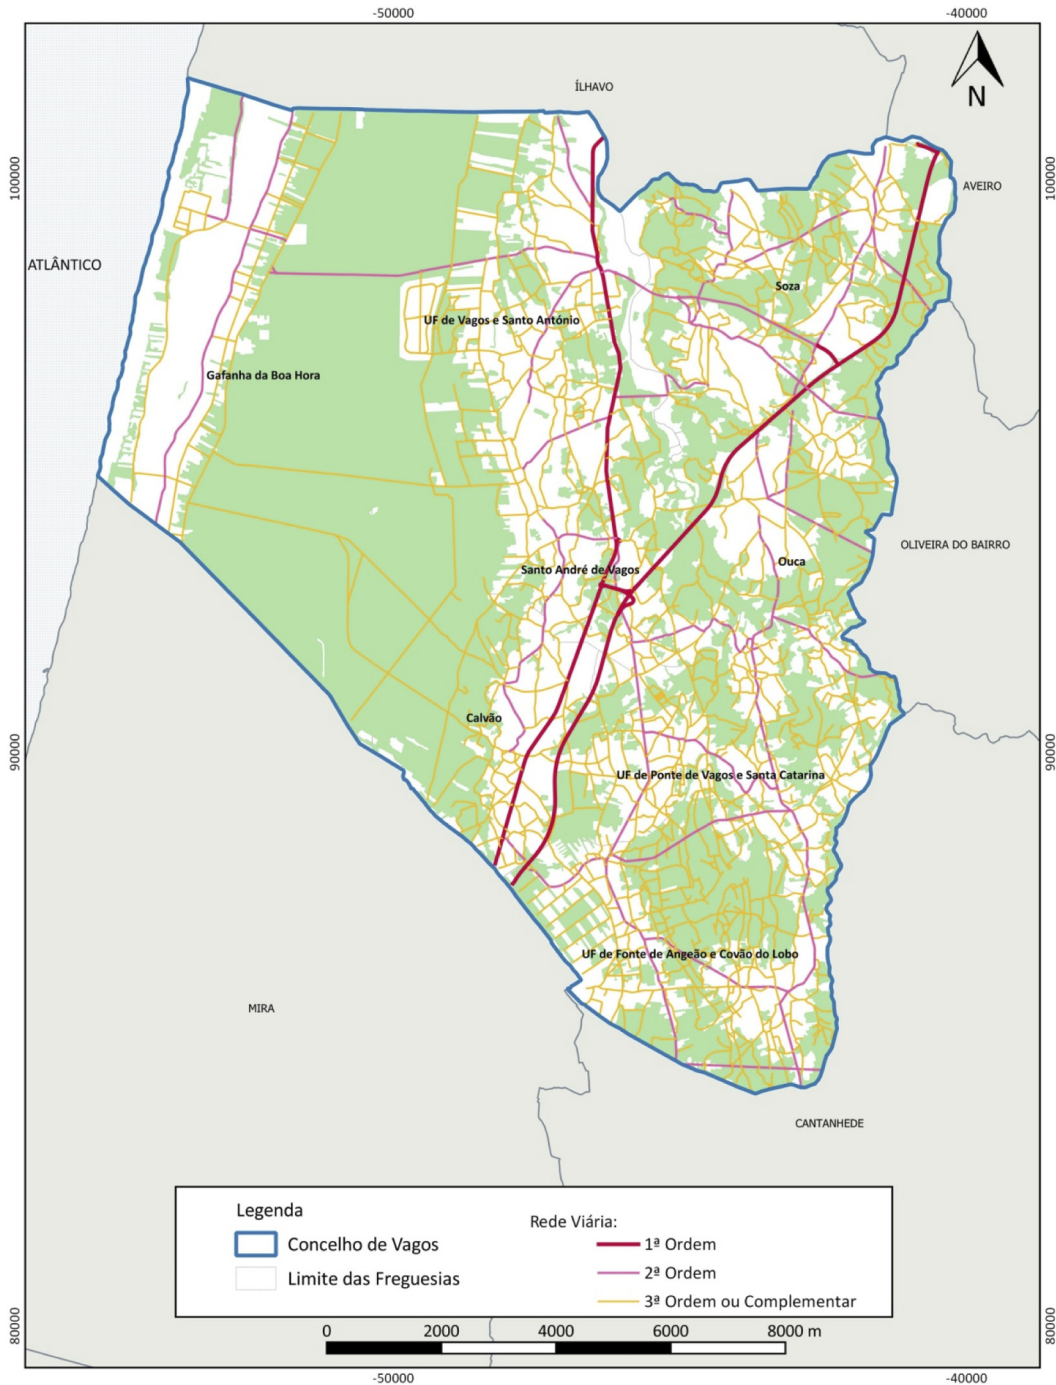 -50000
-40000
ÍLHAVO
N
100000
100000
AVEIRO
ATLÂNTICO
Soza
UF de Vagos e Santo António
Gafanha da Boa Hora
OLIVEIRA DO BAIRRO
Ouca
Santo André de Vagos
Calvão
90000
90000
UF de Ponte de Vagos e Santa Catarina
UF de Fonte de Angeão e Covão do Lobo
MIRA
CANTANHEDE
Legenda
Concelho de Vagos
Limite das Freguesias
Rede Viária:
1ª Ordem
2ª Ordem
3ª Ordem ou Complementar
80000
80000
0 2000 4000 6000 8000 m
-50000
-40000